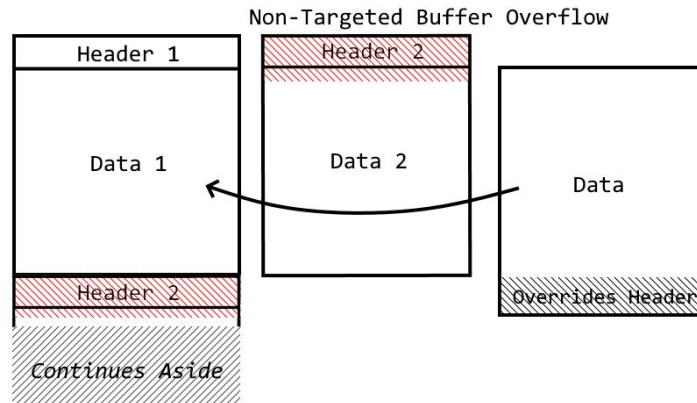 Non-Targeted Buffer Overflow
Header 1
Data 1
Header 2
Continues Aside
Header 2
Data 2
Data
Overrides Header